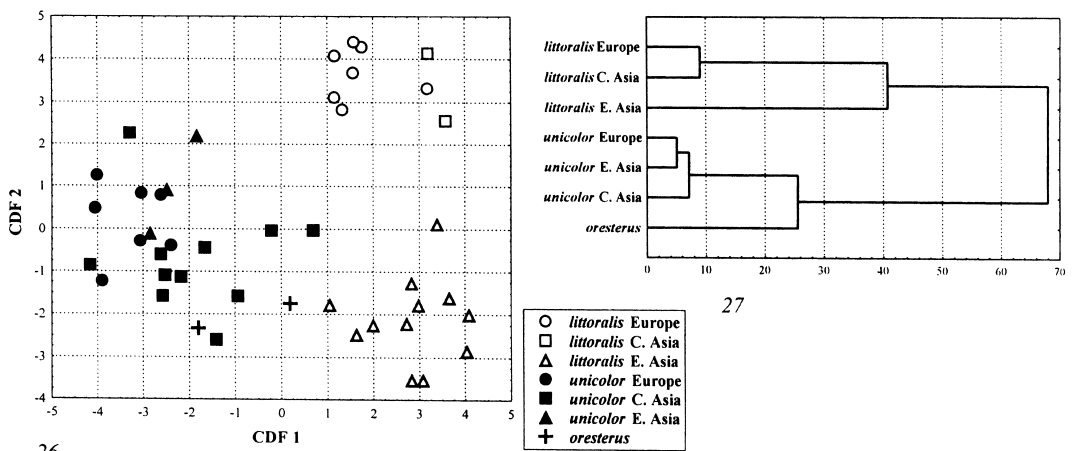 5
4
3
2
1
0
-1
-2
-3
-4
CDF 2
-5 -4 -3 -2 -1 0 1 2 3 4 5
CDF 1
26
littoralis Europe
littoralis C. Asia
littoralis E. Asia
unicolor Europe
unicolor E. Asia
unicolor C. Asia
oresterus
0 10 20 30 40 50 60 70
27
littoralis Europe
littoralis C. Asia
littoralis E. Asia
unicolor Europe
unicolor C. Asia
unicolor E. Asia
oresterus